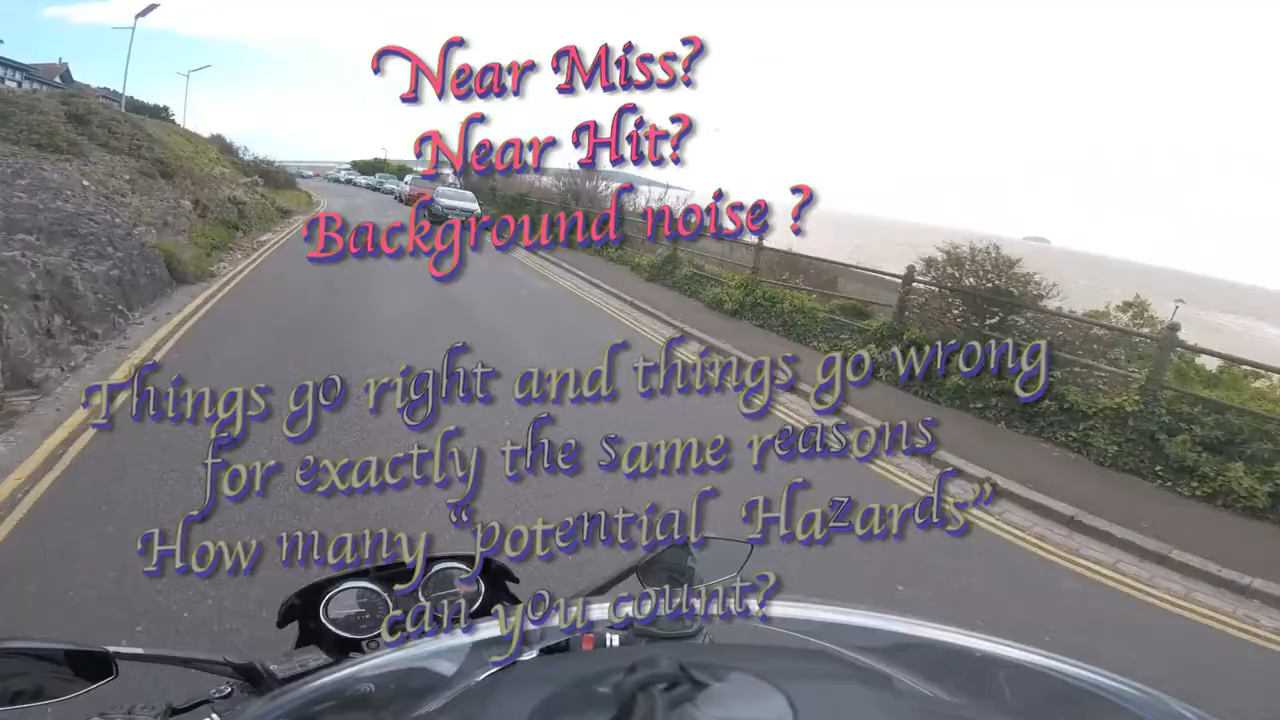 Near Miss?
Near Hit?
Background noise ?
Things go right and things go wrong
for exactly the same reasons
How many “potential Hazards”
can you count?